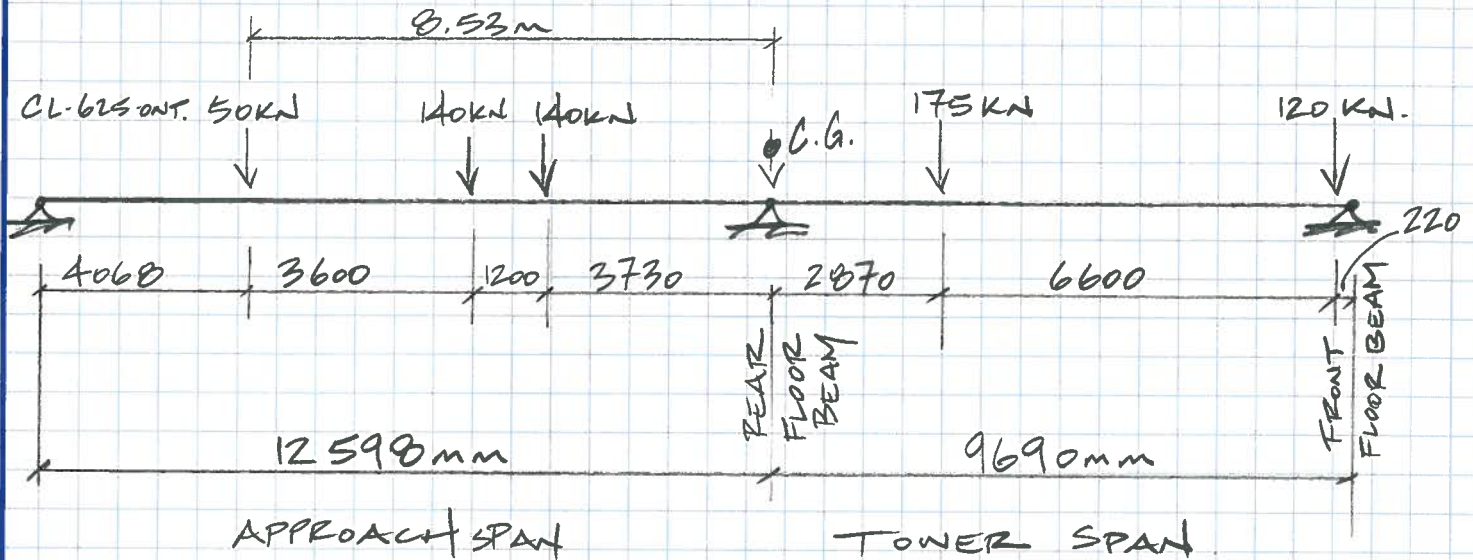 8.53m
CL-625-ONT. 50KN 140KN 140KN C.G. 175KN 120KN.
4068 3600 1200 3730 2870 6600 220
REAR
FLOOR
BEAM
FRONT
FLOOR BEAM
12598mm 9690mm
APPROACH SPAN TOWER SPAN